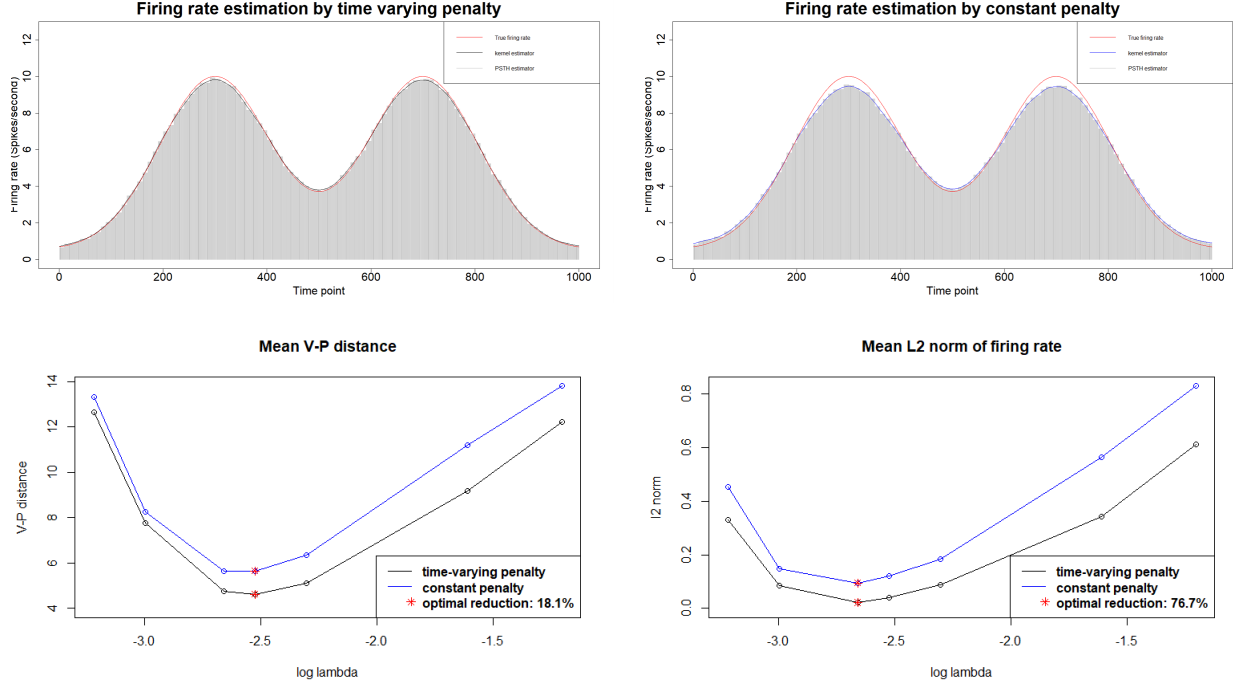 Firing rate estimation by time varying penalty
12
10
8
6
4
2
0
Firing rate (Spikes/second)
True firing rate
kernel estimator
PSTH estimator
0 200 400 600 800 1000
Time point
Firing rate estimation by constant penalty
12
10
8
6
4
2
0
Firing rate (Spikes/second)
True firing rate
kernel estimator
PSTH estimator
0 200 400 600 800 1000
Time point
Mean V-P distance
14
12
10
8
6
4
V-P distance
time-varying penalty
constant penalty
optimal reduction: 18.1%
-3.0 -2.5 -2.0 -1.5
log lambda
Mean L2 norm of firing rate
0.8
0.6
0.4
0.2
0.0
l2 norm
time-varying penalty
constant penalty
optimal reduction: 76.7%
-3.0 -2.5 -2.0 -1.5
log lambda